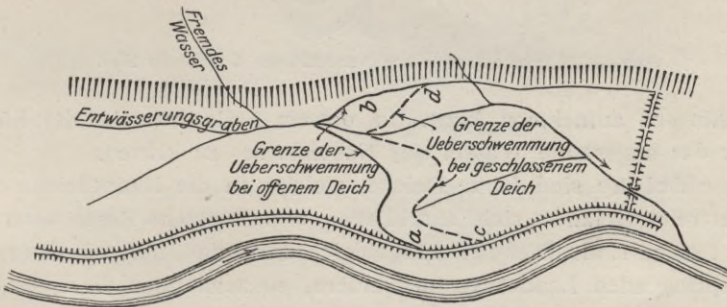 Fremdes
Wasser
Entwässerungsgraben
Grenze der
Ueberschwemmung
bei offenem Deich
Grenze der
Ueberschwemmung
bei geschlossenem
Deich
b
d
a
c